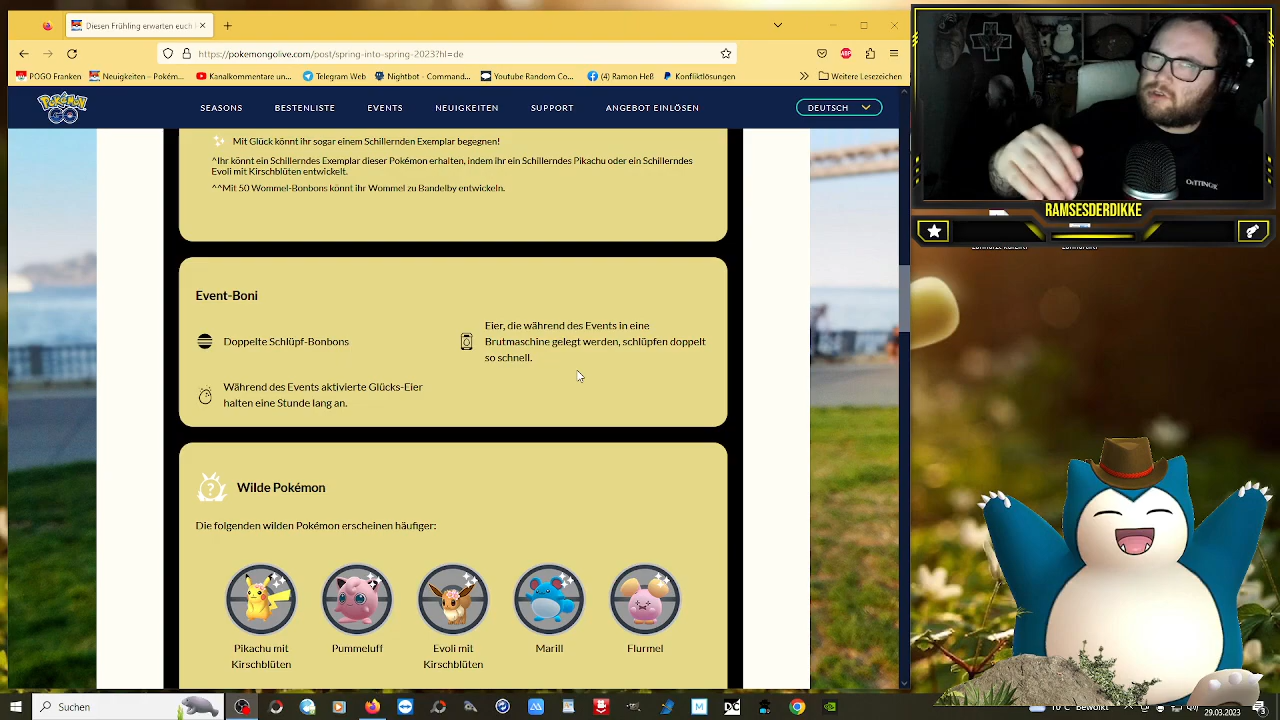 Diesen Frühling erwarten euch
https://pokemongolive.com/post/spring-into-spring-2023?hl=de
POGO Franken
Neuigkeiten – Pokém...
Kanalkommentare un...
Telegram Web
Nightbot - Comman...
Youtube Random Co...
(4) Ramon Heß
Konfliktlösungen
Weitere Lesezeichen
POKÉMON GO
SEASONS
BESTENLISTE
EVENTS
NEUIGKEITEN
SUPPORT
ANGEBOT EINLÖSEN
DEUTSCH
Mit Glück könnt ihr sogar einem Schillernden Exemplar begegnen!
^Ihr könnt ein Schillerndes Exemplar dieser Pokémon erhalten, indem ihr ein Schillerndes Pikachu oder ein Schillerndes
Evoli mit Kirschblüten entwickelt.
^^Mit 50 Wommel-Bonbons könnt ihr Wommel zu Bandelby entwickeln.
Event-Boni
Doppelte Schlüpf-Bonbons
Eier, die während des Events in eine
Brutmaschine gelegt werden, schlüpfen doppelt
so schnell.
Während des Events aktivierte Glücks-Eier
halten eine Stunde lang an.
Wilde Pokémon
Die folgenden wilden Pokémon erscheinen häufiger:
Pikachu mit
Kirschblüten
Pummeluff
Evoli mit
Kirschblüten
Marill
Flurmel
OETTINGER
RAMSESDERDIKKE
Suchen
10°C Bewölkt
29.03.2023